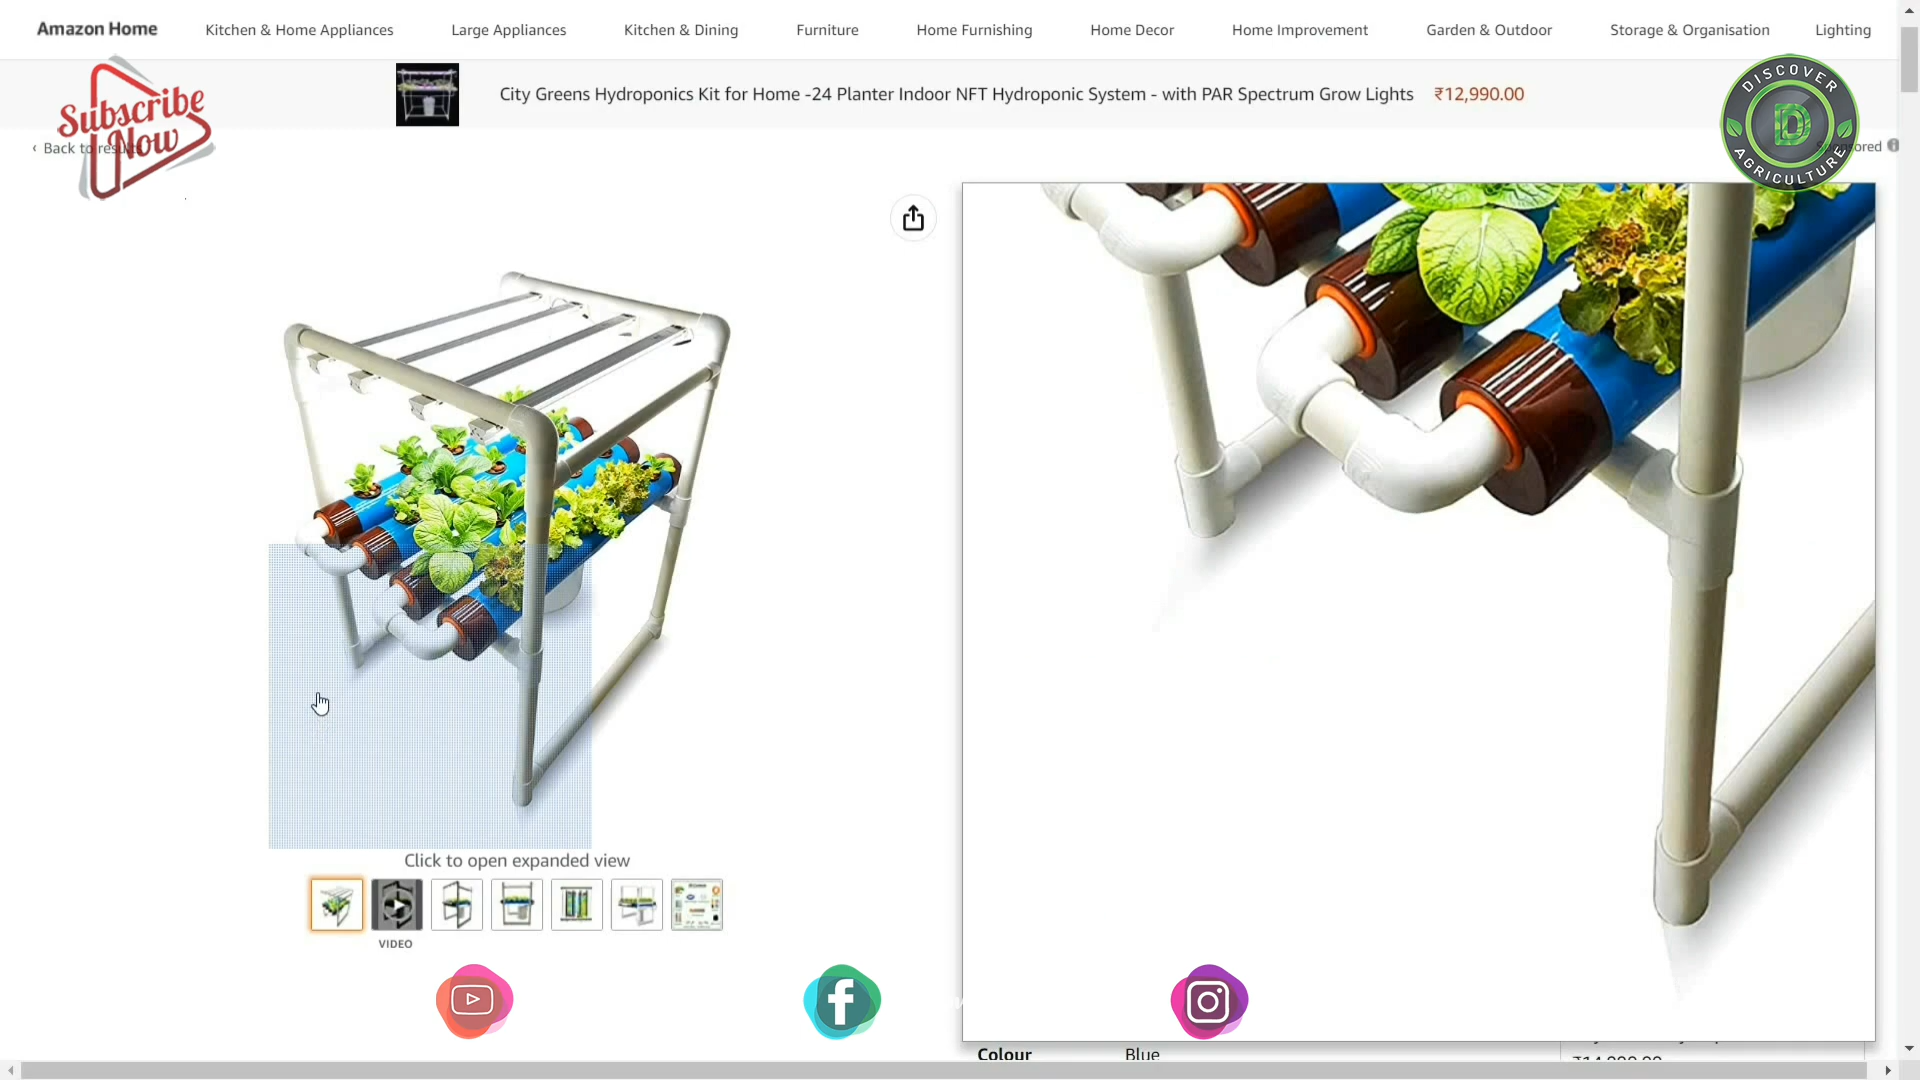 Amazon Home Kitchen & Home Appliances Large Appliances Kitchen & Dining Furniture Home Furnishing Home Decor Home Improvement Garden & Outdoor Storage & Organisation Lighting
City Greens Hydroponics Kit for Home -24 Planter Indoor NFT Hydroponic System - with PAR Spectrum Grow Lights ₹12,990.00
Subscribe
Now
DISCOVER
D
AGRICULTURE
‹ Back to results
Click to open expanded view
VIDEO
Colour Blue